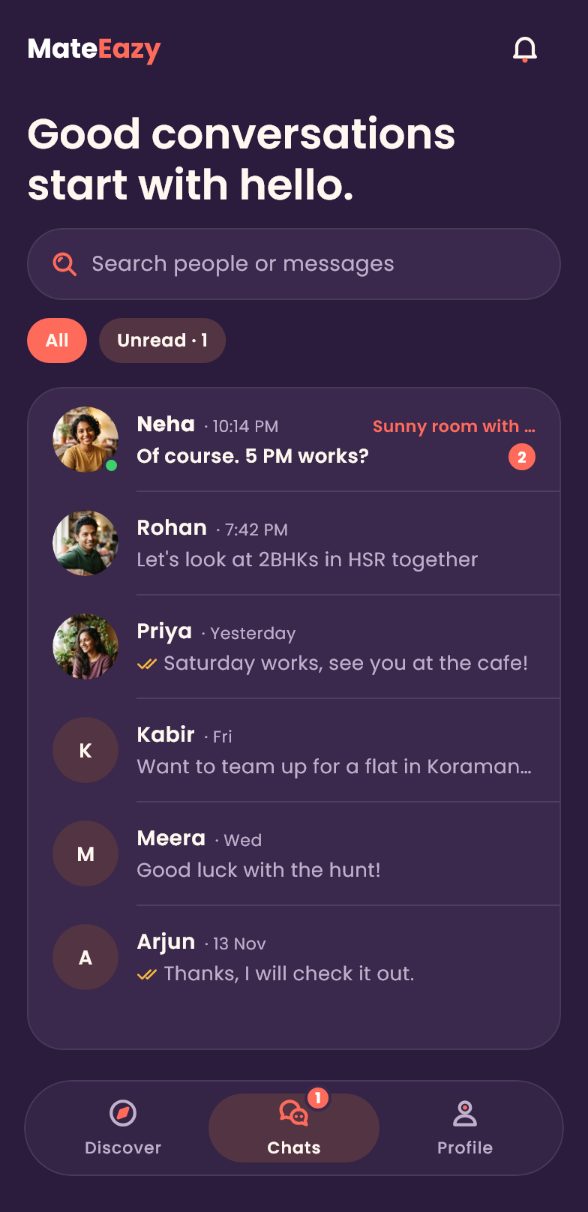 MateEazy
Good conversations
start with hello.
Search people or messages
All
Unread · 1
Neha · 10:14 PM Sunny room with ...
Of course. 5 PM works? 2
Rohan · 7:42 PM
Let's look at 2BHKs in HSR together
Priya · Yesterday
Saturday works, see you at the cafe!
K
Kabir · Fri
Want to team up for a flat in Koraman...
M
Meera · Wed
Good luck with the hunt!
A
Arjun · 13 Nov
Thanks, I will check it out.
1
Discover Chats Profile